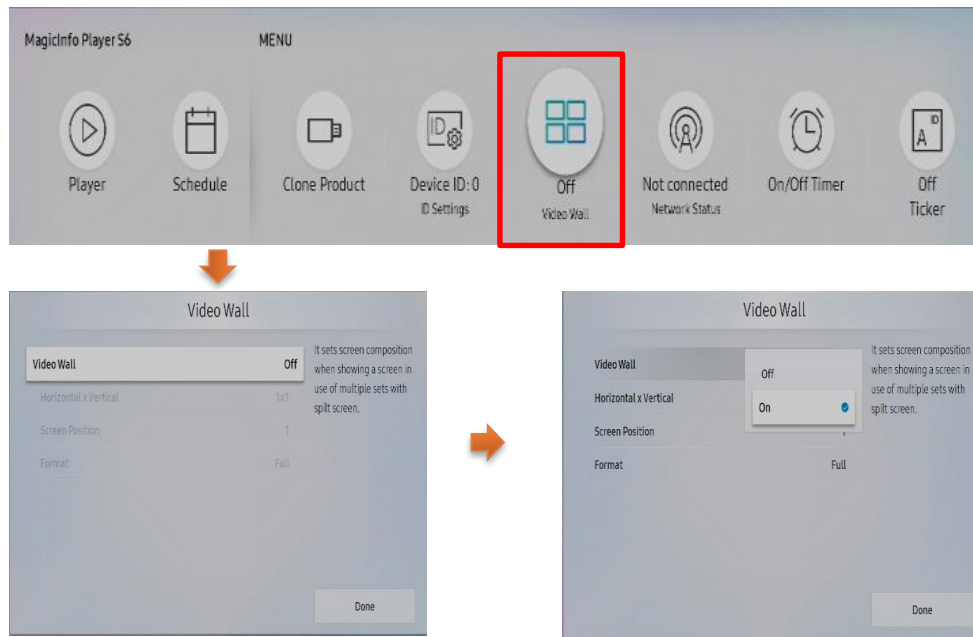 MagicInfo Player S6
MENU
Player
Schedule
Clone Product
Device ID: 0
ID Settings
Off
Video Wall
Not connected
Network Status
On/Off Timer
Off
Ticker
Video Wall
Video Wall
Off
Horizontal x Vertical
1x1
Screen Position
1
Format
Full
It sets screen composition
when showing a screen in
use of multiple sets with
spilt screen.
Done
Video Wall
Video Wall
Off
On
Horizontal x Vertical
Screen Position
Format
Full
It sets screen composition
when showing a screen in
use of multiple sets with
spilt screen.
Done